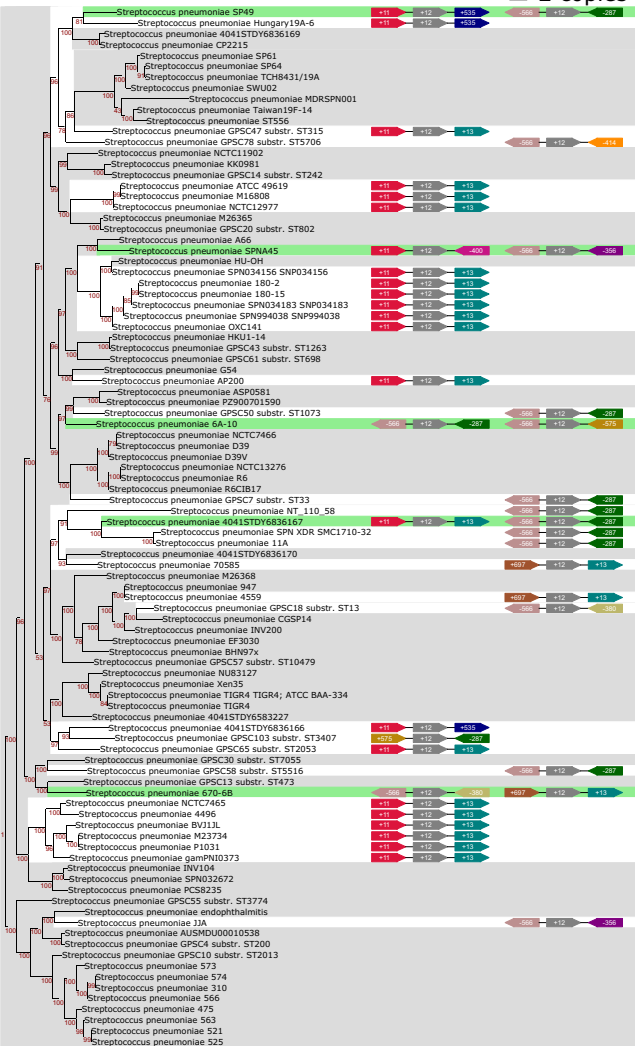 2 copies
Streptococcus pneumoniae SP49 +11 +12 +535 -566 +12 -287
Streptococcus pneumoniae Hungary19A-6 +11 +12 +535
Streptococcus pneumoniae 4041STDY6836169
Streptococcus pneumoniae CP2215
Streptococcus pneumoniae SP61
Streptococcus pneumoniae SP64
Streptococcus pneumoniae TCH8431/19A
Streptococcus pneumoniae SWU02
Streptococcus pneumoniae MDRSPN001
Streptococcus pneumoniae Taiwan19F-14
Streptococcus pneumoniae ST556
Streptococcus pneumoniae GPSC47 substr. ST315 +11 +12 +13
Streptococcus pneumoniae GPSC78 substr. ST5706 -566 +12 -414
Streptococcus pneumoniae NCTC11902
Streptococcus pneumoniae KK0981
Streptococcus pneumoniae GPSC14 substr. ST242
Streptococcus pneumoniae ATCC 49619 +11 +12 +13
Streptococcus pneumoniae M16808 +11 +12 +13
Streptococcus pneumoniae NCTC12977 +11 +12 +13
Streptococcus pneumoniae M26365
Streptococcus pneumoniae GPSC20 substr. ST802
Streptococcus pneumoniae A66
Streptococcus pneumoniae SPNA45 +11 +12 -400 -566 +12 -356
Streptococcus pneumoniae HU-OH
Streptococcus pneumoniae SPN034156 SNP034156 +11 +12 +13
Streptococcus pneumoniae 180-2 +11 +12 +13
Streptococcus pneumoniae 180-15 +11 +12 +13
Streptococcus pneumoniae SPN034183 SNP034183 +11 +12 +13
Streptococcus pneumoniae SPN994038 SNP994038 +11 +12 +13
Streptococcus pneumoniae OXC141 +11 +12 +13
Streptococcus pneumoniae HKU1-14
Streptococcus pneumoniae GPSC43 substr. ST1263
Streptococcus pneumoniae GPSC61 substr. ST698
Streptococcus pneumoniae G54
Streptococcus pneumoniae AP200 +11 +12 +13
Streptococcus pneumoniae ASP0581
Streptococcus pneumoniae PZ900701590
Streptococcus pneumoniae GPSC50 substr. ST1073 -566 +12 -287
Streptococcus pneumoniae 6A-10 -566 +12 -287 -566 +12 -575
Streptococcus pneumoniae NCTC7466
Streptococcus pneumoniae D39
Streptococcus pneumoniae D39V
Streptococcus pneumoniae NCTC13276
Streptococcus pneumoniae R6
Streptococcus pneumoniae R6CIB17
Streptococcus pneumoniae GPSC7 substr. ST33 -566 +12 -287
Streptococcus pneumoniae NT_110_58 -566 +12 -287
Streptococcus pneumoniae 4041STDY6836167 +11 +12 +13 -566 +12 -287
Streptococcus pneumoniae SPN XDR SMC1710-32 -566 +12 -287
Streptococcus pneumoniae 11A -566 +12 -287
Streptococcus pneumoniae 4041STDY6836170
Streptococcus pneumoniae 70585 +697 +12 +13
Streptococcus pneumoniae M26368
Streptococcus pneumoniae 947
Streptococcus pneumoniae 4559 +697 +12 +13
Streptococcus pneumoniae GPSC18 substr. ST13 -566 +12 -380
Streptococcus pneumoniae CGSP14
Streptococcus pneumoniae INV200
Streptococcus pneumoniae EF3030
Streptococcus pneumoniae BHN97x
Streptococcus pneumoniae GPSC57 substr. ST10479
Streptococcus pneumoniae NU83127
Streptococcus pneumoniae Xen35
Streptococcus pneumoniae TIGR4 TIGR4; ATCC BAA-334
Streptococcus pneumoniae TIGR4
Streptococcus pneumoniae 4041STDY6583227
Streptococcus pneumoniae 4041STDY6836166 +11 +12 +535
Streptococcus pneumoniae GPSC103 substr. ST3407 +575 +12 -287
Streptococcus pneumoniae GPSC65 substr. ST2053 +11 +12 +13
Streptococcus pneumoniae GPSC30 substr. ST7055
Streptococcus pneumoniae GPSC58 substr. ST5516 -566 +12 -287
Streptococcus pneumoniae GPSC13 substr. ST473
Streptococcus pneumoniae 670-6B -566 +12 -380 +697 +12 +13
Streptococcus pneumoniae NCTC7465 +11 +12 +13
Streptococcus pneumoniae 4496 +11 +12 +13
Streptococcus pneumoniae BVJ1JL +11 +12 +13
Streptococcus pneumoniae M23734 +11 +12 +13
Streptococcus pneumoniae P1031 +11 +12 +13
Streptococcus pneumoniae gamPNI0373 +11 +12 +13
Streptococcus pneumoniae INV104
Streptococcus pneumoniae SPN032672
Streptococcus pneumoniae PCS8235
Streptococcus pneumoniae GPSC55 substr. ST3774
Streptococcus pneumoniae endophthalmitis
Streptococcus pneumoniae JJA -566 +12 -356
Streptococcus pneumoniae AUSMDU00010538
Streptococcus pneumoniae GPSC4 substr. ST200
Streptococcus pneumoniae GPSC10 substr. ST2013
Streptococcus pneumoniae 573
Streptococcus pneumoniae 574
Streptococcus pneumoniae 310
Streptococcus pneumoniae 566
Streptococcus pneumoniae 475
Streptococcus pneumoniae 563
Streptococcus pneumoniae 521
Streptococcus pneumoniae 525